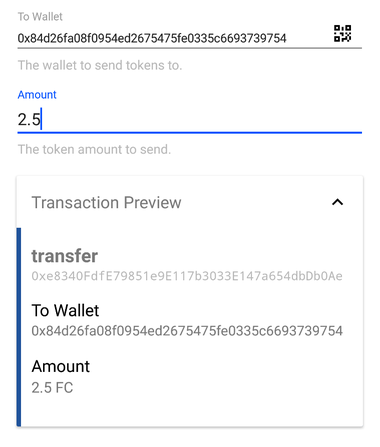 To Wallet
0x84d26fa08f0954ed2675475fe0335c6693739754
The wallet to send tokens to.
Amount
2.5
The token amount to send.
Transaction Preview
transfer
0xe8340FdfE79851e9E117b3033E147a654dbDb0Ae
To Wallet
0x84d26fa08f0954ed2675475fe0335c6693739754
Amount
2.5 FC